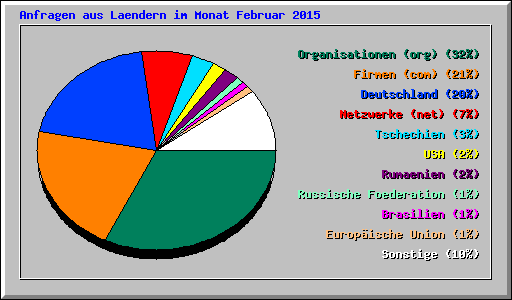 Anfragen aus Laendern im Monat Februar 2015
Organisationen (org) (32%)
Firmen (com) (21%)
Deutschland (20%)
Netzwerke (net) (7%)
Tschechien (3%)
USA (2%)
Rumaenien (2%)
Russische Foederation (1%)
Brasilien (1%)
Europäische Union (1%)
Sonstige (10%)